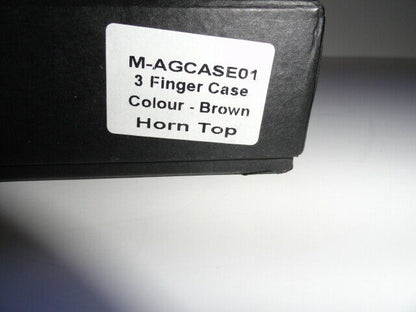 M-AGCASE01
3 Finger Case
Colour - Brown
Horn Top